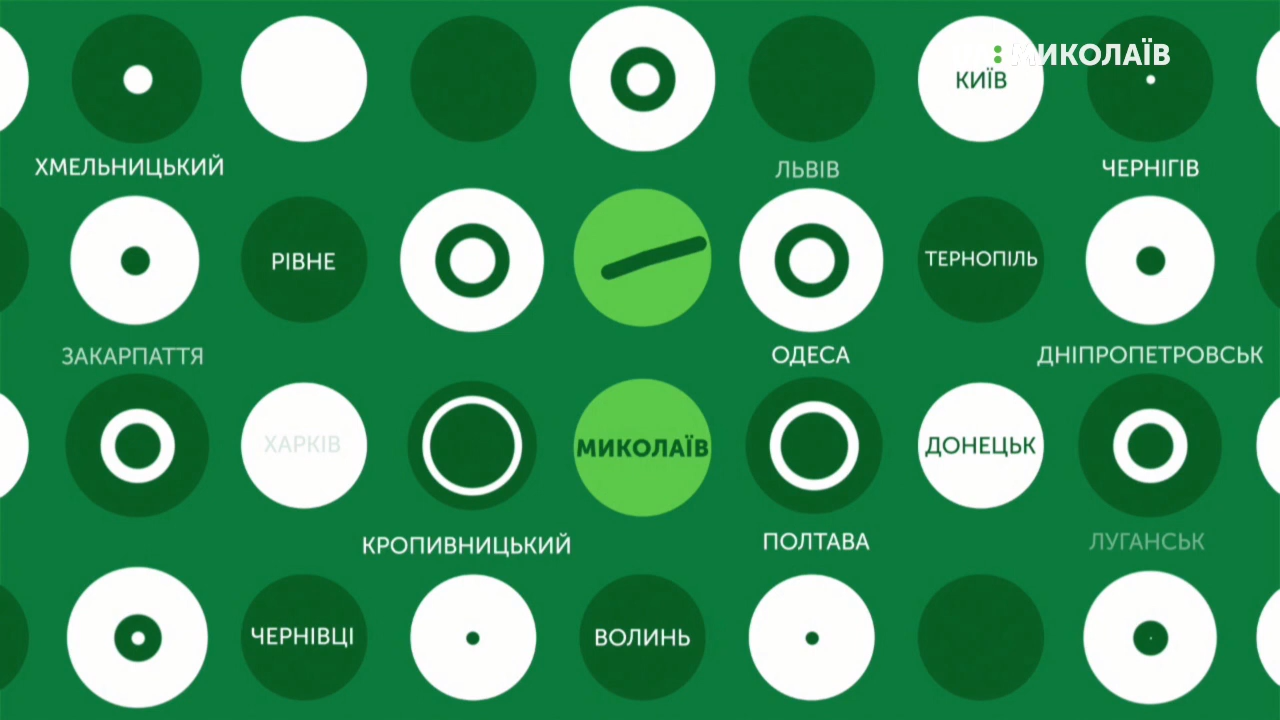 МИКОЛАЇВ
КИЇВ
ХМЕЛЬНИЦЬКИЙ
ЛЬВІВ
ЧЕРНІГІВ
РІВНЕ
ТЕРНОПІЛЬ
ЗАКАРПАТТЯ
ОДЕСА
ДНІПРОПЕТРОВСЬК
ХАРКІВ
МИКОЛАЇВ
ДОНЕЦЬК
КРОПИВНИЦЬКИЙ
ПОЛТАВА
ЛУГАНСЬК
ЧЕРНІВЦІ
ВОЛИНЬ